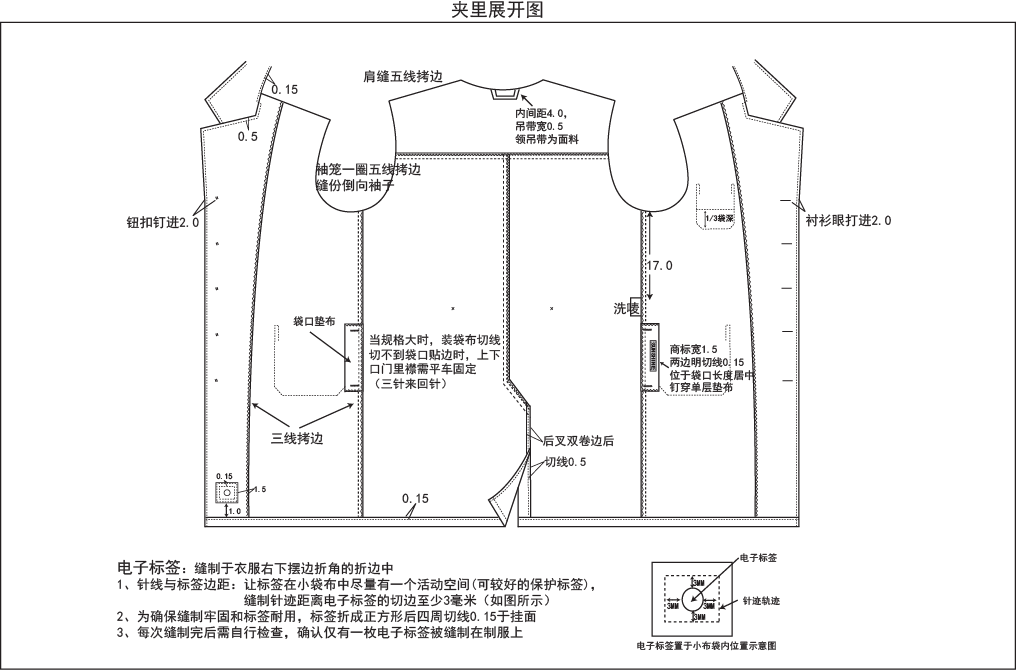 夹里展开图
肩缝五线拷边
0.15
内间距4.0,
吊带宽0.5
领吊带为面料
0.5
袖笼一圈五线拷边
缝份倒向袖子
钮扣钉进2.0
1/3袋深
衬衫眼打进2.0
17.0
洗唛
袋口垫布
当规格大时，装袋布切线
切不到袋口贴边时，上下
口门里襟需平车固定
（三针来回针）
商标宽1.5
两边明切线0.15
位于袋口长度居中
钉穿单层垫布
三线拷边
后叉双卷边后
切线0.5
0.15
1.5
1.0
0.15
电子标签：缝制于衣服右下摆边折角的折边中
1、针线与标签边距：让标签在小袋布中尽量有一个活动空间(可较好的保护标签)，
缝制针迹距离电子标签的切边至少3毫米（如图所示）
2、为确保缝制牢固和标签耐用，标签折成正方形后四周切线0.15于挂面
3、每次缝制完后需自行检查，确认仅有一枚电子标签被缝制在制服上
电子标签
3MM
3MM
3MM
3MM
针迹轨迹
电子标签置于小布袋内位置示意图